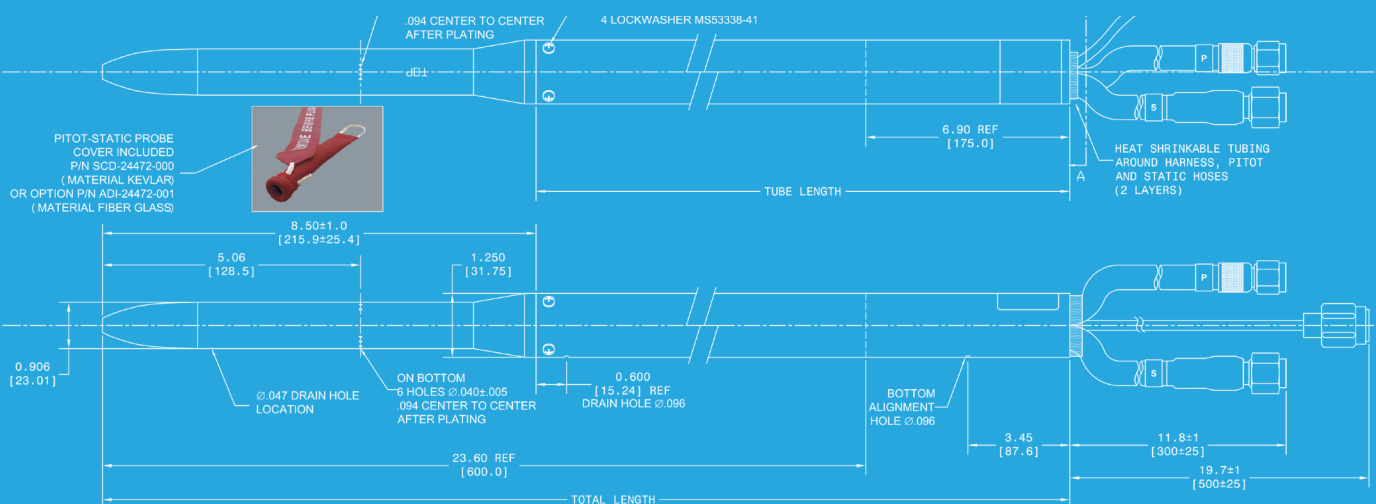 .094 CENTER TO CENTER
AFTER PLATING
4 LOCKWASHER MS53338-41
TOP
P
S
PITOT-STATIC PROBE
COVER INCLUDED
P/N SCD-24472-000
( MATERIAL KEVLAR)
OR OPTION P/N ADI-24472-001
( MATERIAL FIBER GLASS)
6.90 REF
[175.0]
A
HEAT SHRINKABLE TUBING
AROUND HARNESS, PITOT
AND STATIC HOSES
(2 LAYERS)
TUBE LENGTH
8.50±1.0
[215.9±25.4]
5.06
[128.5]
1.250
[31.75]
P
S
0.906
[23.01]
Ø.047 DRAIN HOLE
LOCATION
ON BOTTOM
6 HOLES Ø.040±.005
.094 CENTER TO CENTER
AFTER PLATING
0.600
[15.24] REF
DRAIN HOLE Ø.096
BOTTOM
ALIGNMENT
HOLE Ø.096
3.45
[87.6]
11.8±1
[300±25]
23.60 REF
[600.0]
19.7±1
[500±25]
TOTAL LENGTH